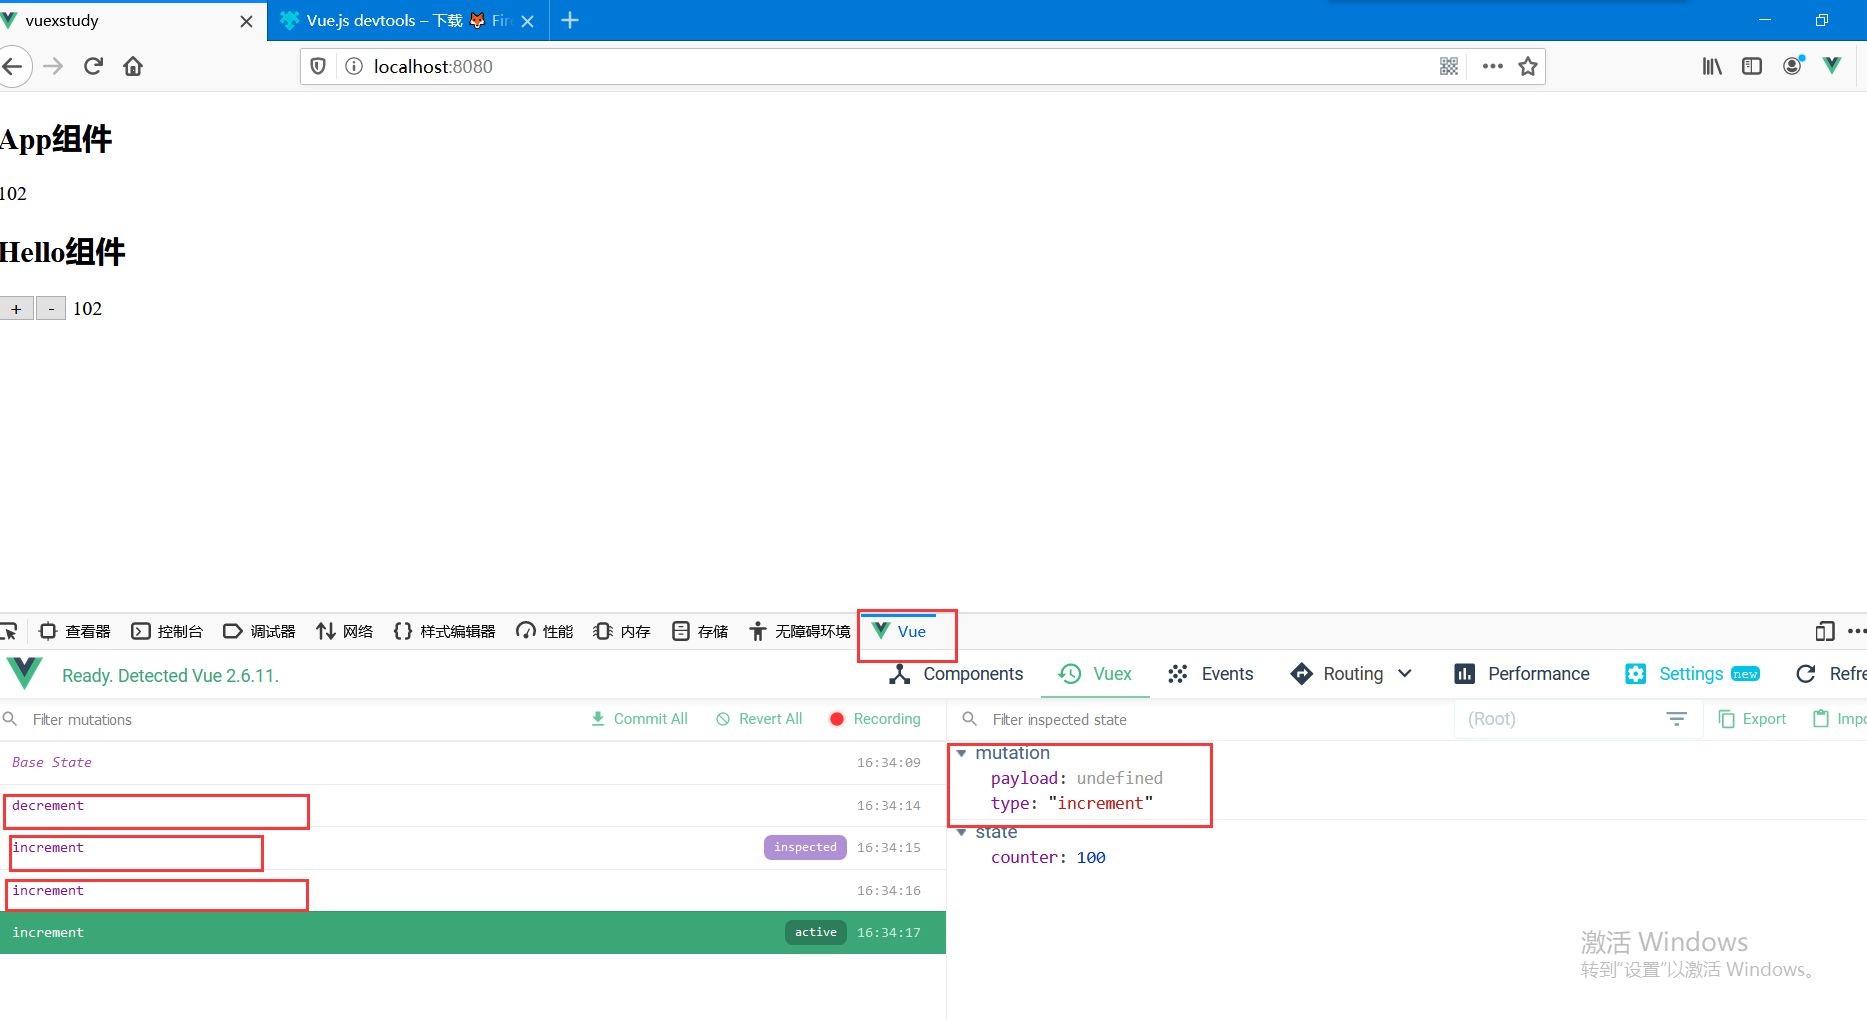 vuexstudy
Vue.js devtools – 下载 🦊 Fire
localhost:8080
App组件
102
Hello组件
+ - 102
查看器 控制台 调试器 网络 样式编辑器 性能 内存 存储 无障碍环境 Vue
Ready. Detected Vue 2.6.11. Components Vuex Events Routing Performance Settings new Refre
Filter mutations Commit All Revert All Recording Filter inspected state (Root) Export Impo
Base State 16:34:09
decrement 16:34:14
increment inspected 16:34:15
increment 16:34:16
increment active 16:34:17
mutation
payload: undefined
type: "increment"
state
counter: 100
激活 Windows
转到“设置”以激活 Windows。